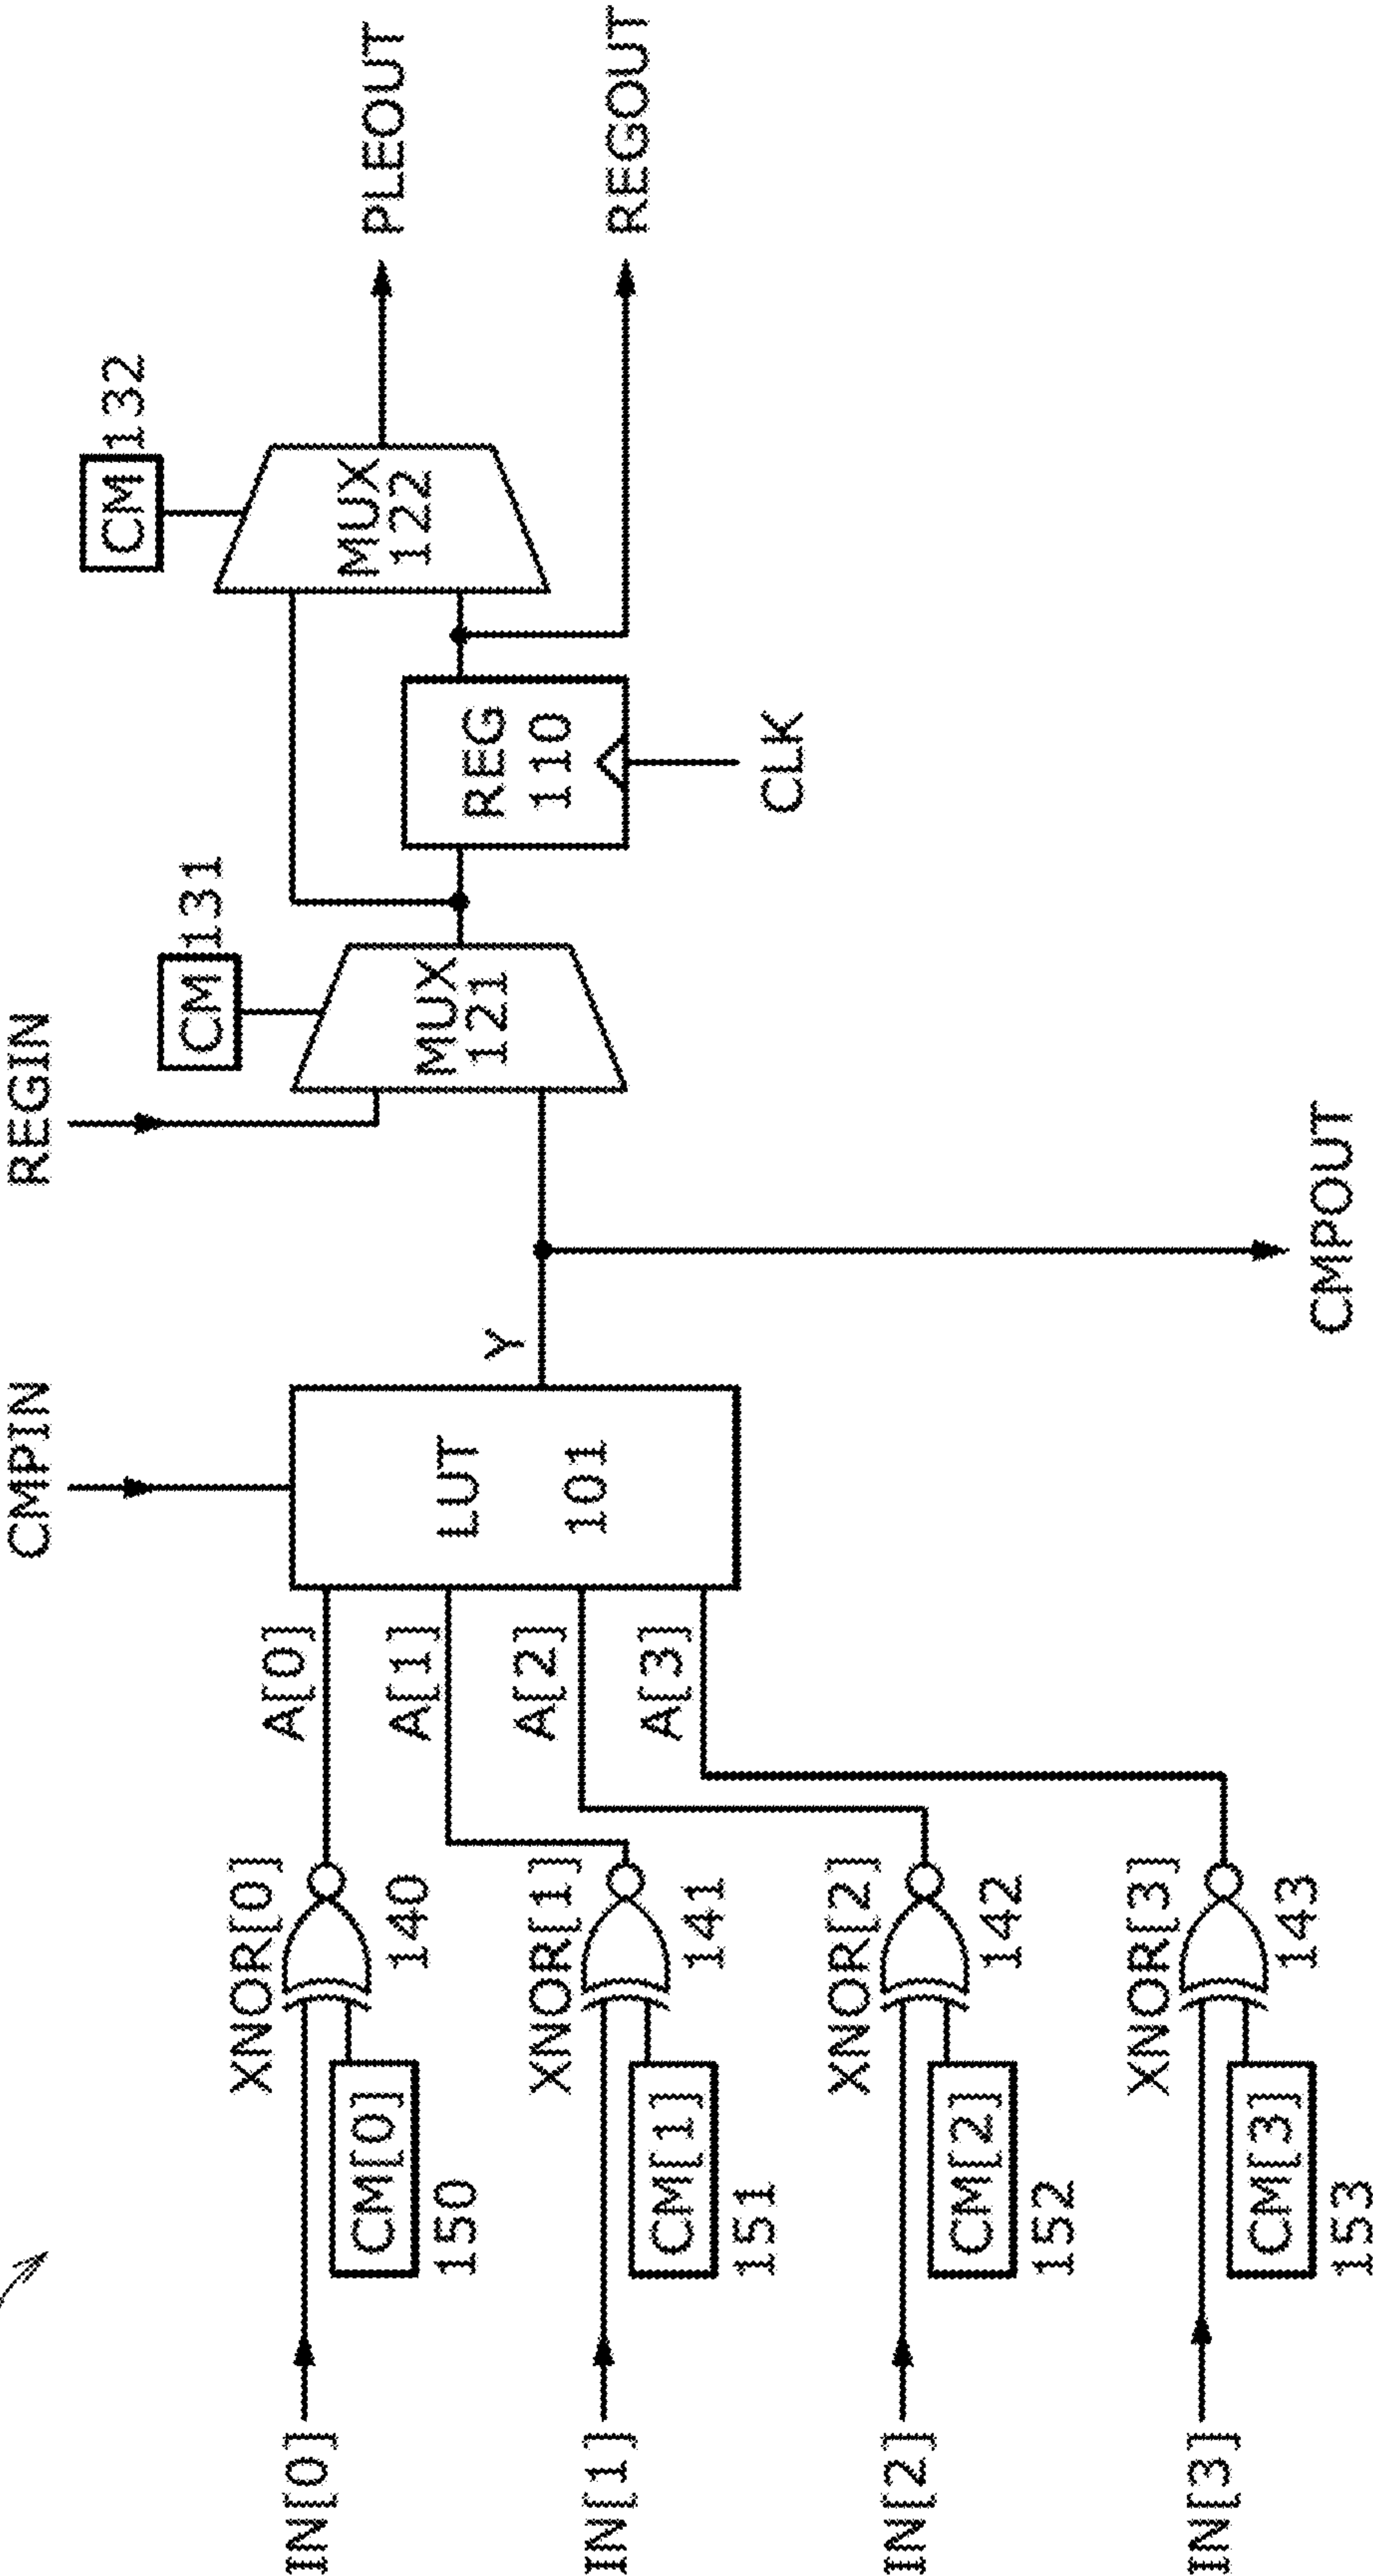 CMPIN
REGIN
CM
131
CM
132
IN[0]
XNOR[0]
CM[0]
150
140
A[0]
IN[1]
XNOR[1]
CM[1]
151
141
A[1]
IN[2]
XNOR[2]
CM[2]
152
142
A[2]
IN[3]
XNOR[3]
CM[3]
153
143
A[3]
LUT
101
Y
MUX
121
REG
110
CLK
MUX
122
PLEOUT
REGOUT
CMPOUT